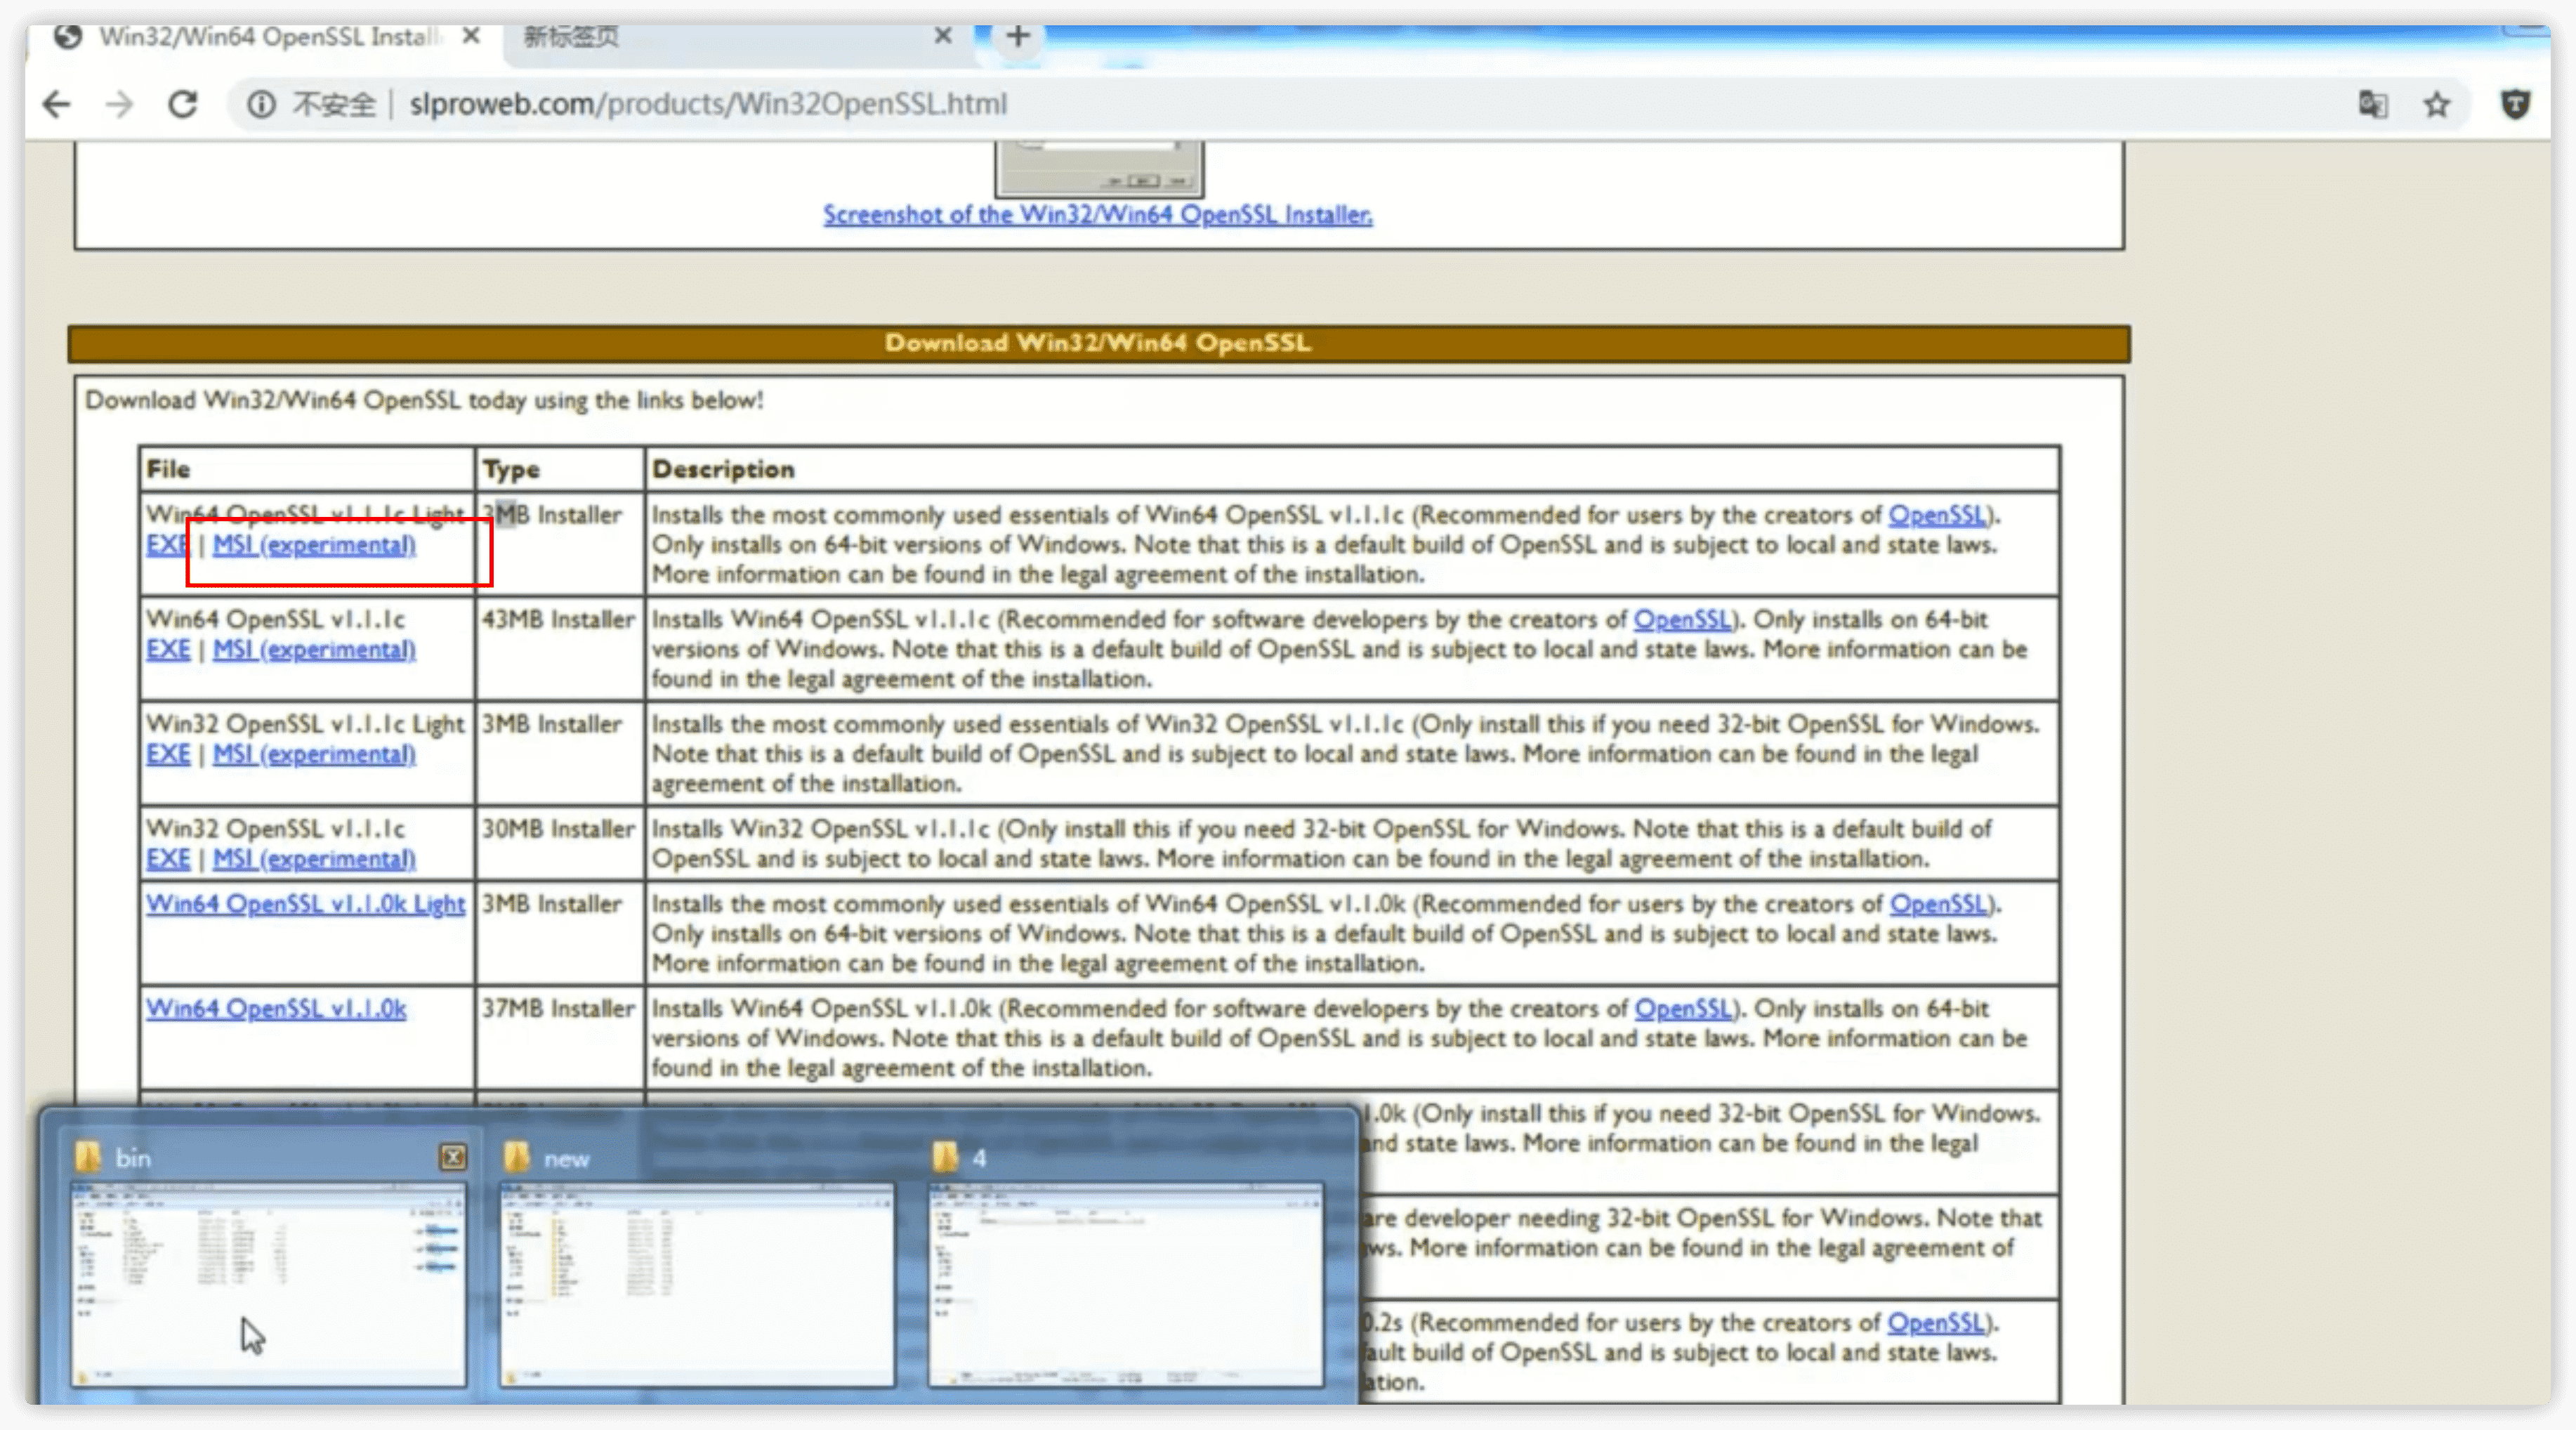 Win32/Win64 OpenSSL Install
新标签页
不安全 | slproweb.com/products/Win32OpenSSL.html
Screenshot of the Win32/Win64 OpenSSL Installer.
Download Win32/Win64 OpenSSL
Download Win32/Win64 OpenSSL today using the links below!
File Type Description
Win64 OpenSSL v1.1.1c Light 3MB Installer Installs the most commonly used essentials of Win64 OpenSSL v1.1.1c (Recommended for users by the creators of OpenSSL).
EXE | MSI (experimental) Only installs on 64-bit versions of Windows. Note that this is a default build of OpenSSL and is subject to local and state laws.
More information can be found in the legal agreement of the installation.
Win64 OpenSSL v1.1.1c 43MB Installer Installs Win64 OpenSSL v1.1.1c (Recommended for software developers by the creators of OpenSSL). Only installs on 64-bit
EXE | MSI (experimental) versions of Windows. Note that this is a default build of OpenSSL and is subject to local and state laws. More information can be
found in the legal agreement of the installation.
Win32 OpenSSL v1.1.1c Light 3MB Installer Installs the most commonly used essentials of Win32 OpenSSL v1.1.1c (Only install this if you need 32-bit OpenSSL for Windows.
EXE | MSI (experimental) Note that this is a default build of OpenSSL and is subject to local and state laws. More information can be found in the legal
agreement of the installation.
Win32 OpenSSL v1.1.1c 30MB Installer Installs Win32 OpenSSL v1.1.1c (Only install this if you need 32-bit OpenSSL for Windows. Note that this is a default build of
EXE | MSI (experimental) OpenSSL and is subject to local and state laws. More information can be found in the legal agreement of the installation.
Win64 OpenSSL v1.1.0k Light 3MB Installer Installs the most commonly used essentials of Win64 OpenSSL v1.1.0k (Recommended for users by the creators of OpenSSL).
Only installs on 64-bit versions of Windows. Note that this is a default build of OpenSSL and is subject to local and state laws.
More information can be found in the legal agreement of the installation.
Win64 OpenSSL v1.1.0k 37MB Installer Installs Win64 OpenSSL v1.1.0k (Recommended for software developers by the creators of OpenSSL). Only installs on 64-bit
versions of Windows. Note that this is a default build of OpenSSL and is subject to local and state laws. More information can be
found in the legal agreement of the installation.
1.0k (Only install this if you need 32-bit OpenSSL for Windows.
and state laws. More information can be found in the legal
are developer needing 32-bit OpenSSL for Windows. Note that
ws. More information can be found in the legal agreement of
0.2s (Recommended for users by the creators of OpenSSL).
fault build of OpenSSL and is subject to local and state laws.
ation.
bin
new
4